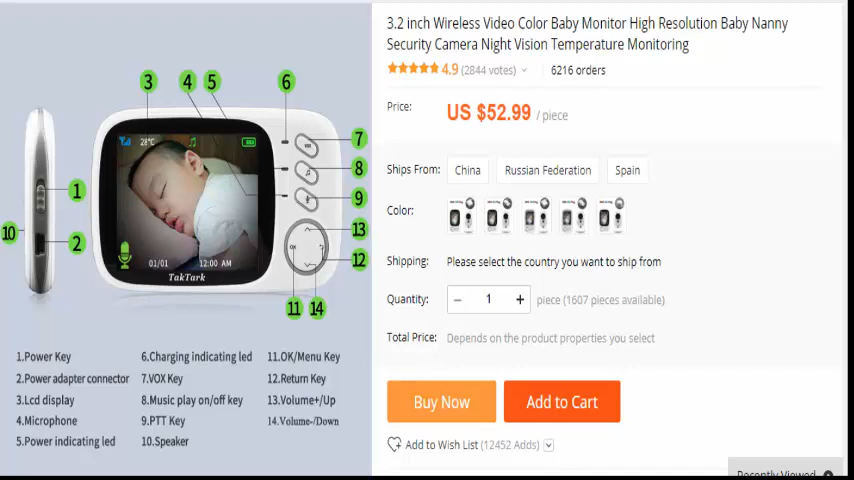 3.2 inch Wireless Video Color Baby Monitor High Resolution Baby Nanny
Security Camera Night Vision Temperature Monitoring
4.9 (2844 votes)
6216 orders
Price:
US $52.99 / piece
Ships From:
China
Russian Federation
Spain
Color:
Shipping:
Please select the country you want to ship from
Quantity:
− 1 +
piece (1607 pieces available)
Total Price:
Depends on the product properties you select
Buy Now
Add to Cart
Add to Wish List (12452 Adds)
Recently Viewed
3
4
5
6
7
8
9
13
12
11
14
1
2
10
28°C
01/01
12:00 AM
TakTark
OK
1.Power Key
2.Power adapter connector
3.Lcd display
4.Microphone
5.Power indicating led
6.Charging indicating led
7.VOX Key
8.Music play on/off key
9.PTT Key
10.Speaker
11.OK/Menu Key
12.Return Key
13.Volume+/Up
14.Volume-/Down